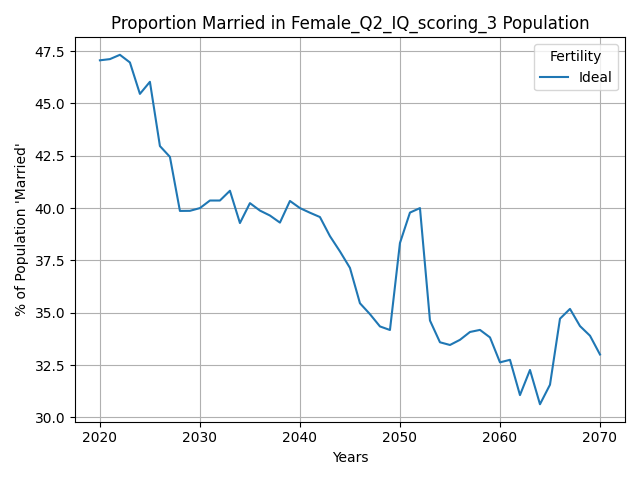 Proportion Married in Female_Q2_IQ_scoring_3 Population
Fertility
Ideal
% of Population 'Married'
47.5
45.0
42.5
40.0
37.5
35.0
32.5
30.0
2020
2030
2040
2050
2060
2070
Years